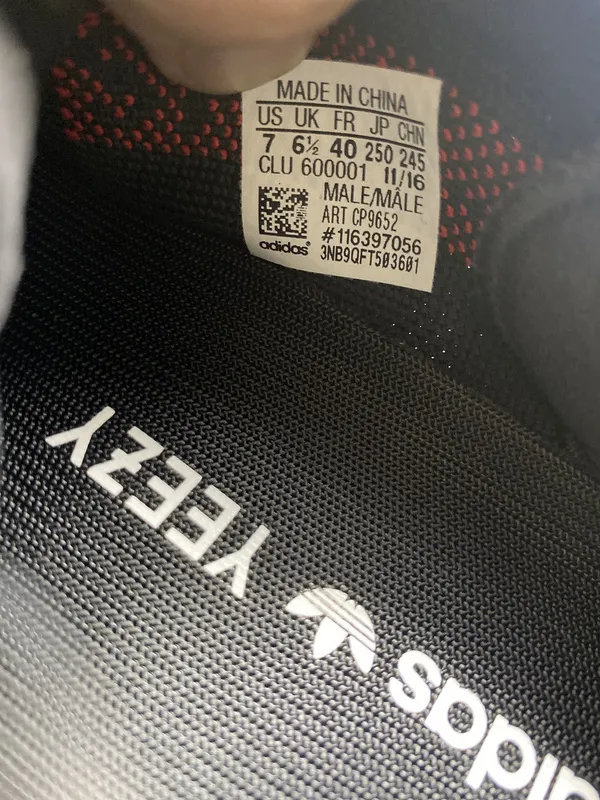 MADE IN CHINA
US UK FR JP CHN
7 6½ 40 250 245
CLU 600001 11/16
MALE/MÂLE
ART CP9652
#116397056
adidas® 3NB9QFT503601
YEEZY
adidas